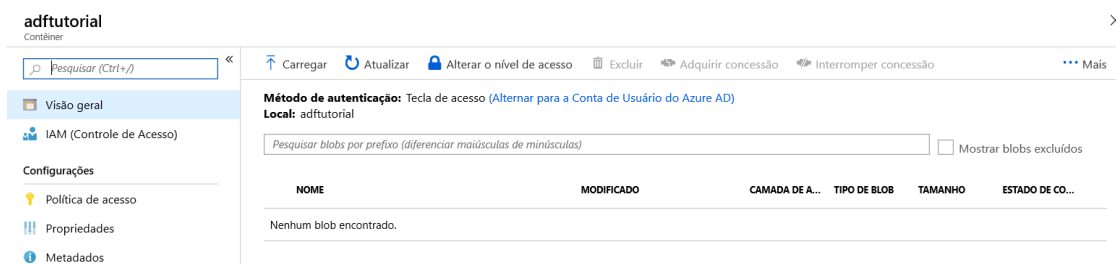 adftutorial
Contêiner
Pesquisar (Ctrl+/)
«
Carregar Atualizar Alterar o nível de acesso Excluir Adquirir concessão Interromper concessão ... Mais
Visão geral
IAM (Controle de Acesso)
Configurações
Política de acesso
Propriedades
Metadados
Método de autenticação: Tecla de acesso (Alternar para a Conta de Usuário do Azure AD)
Local: adftutorial
Pesquisar blobs por prefixo (diferenciar maiúsculas de minúsculas)
Mostrar blobs excluídos
NOME MODIFICADO CAMADA DE A... TIPO DE BLOB TAMANHO ESTADO DE CO...
Nenhum blob encontrado.